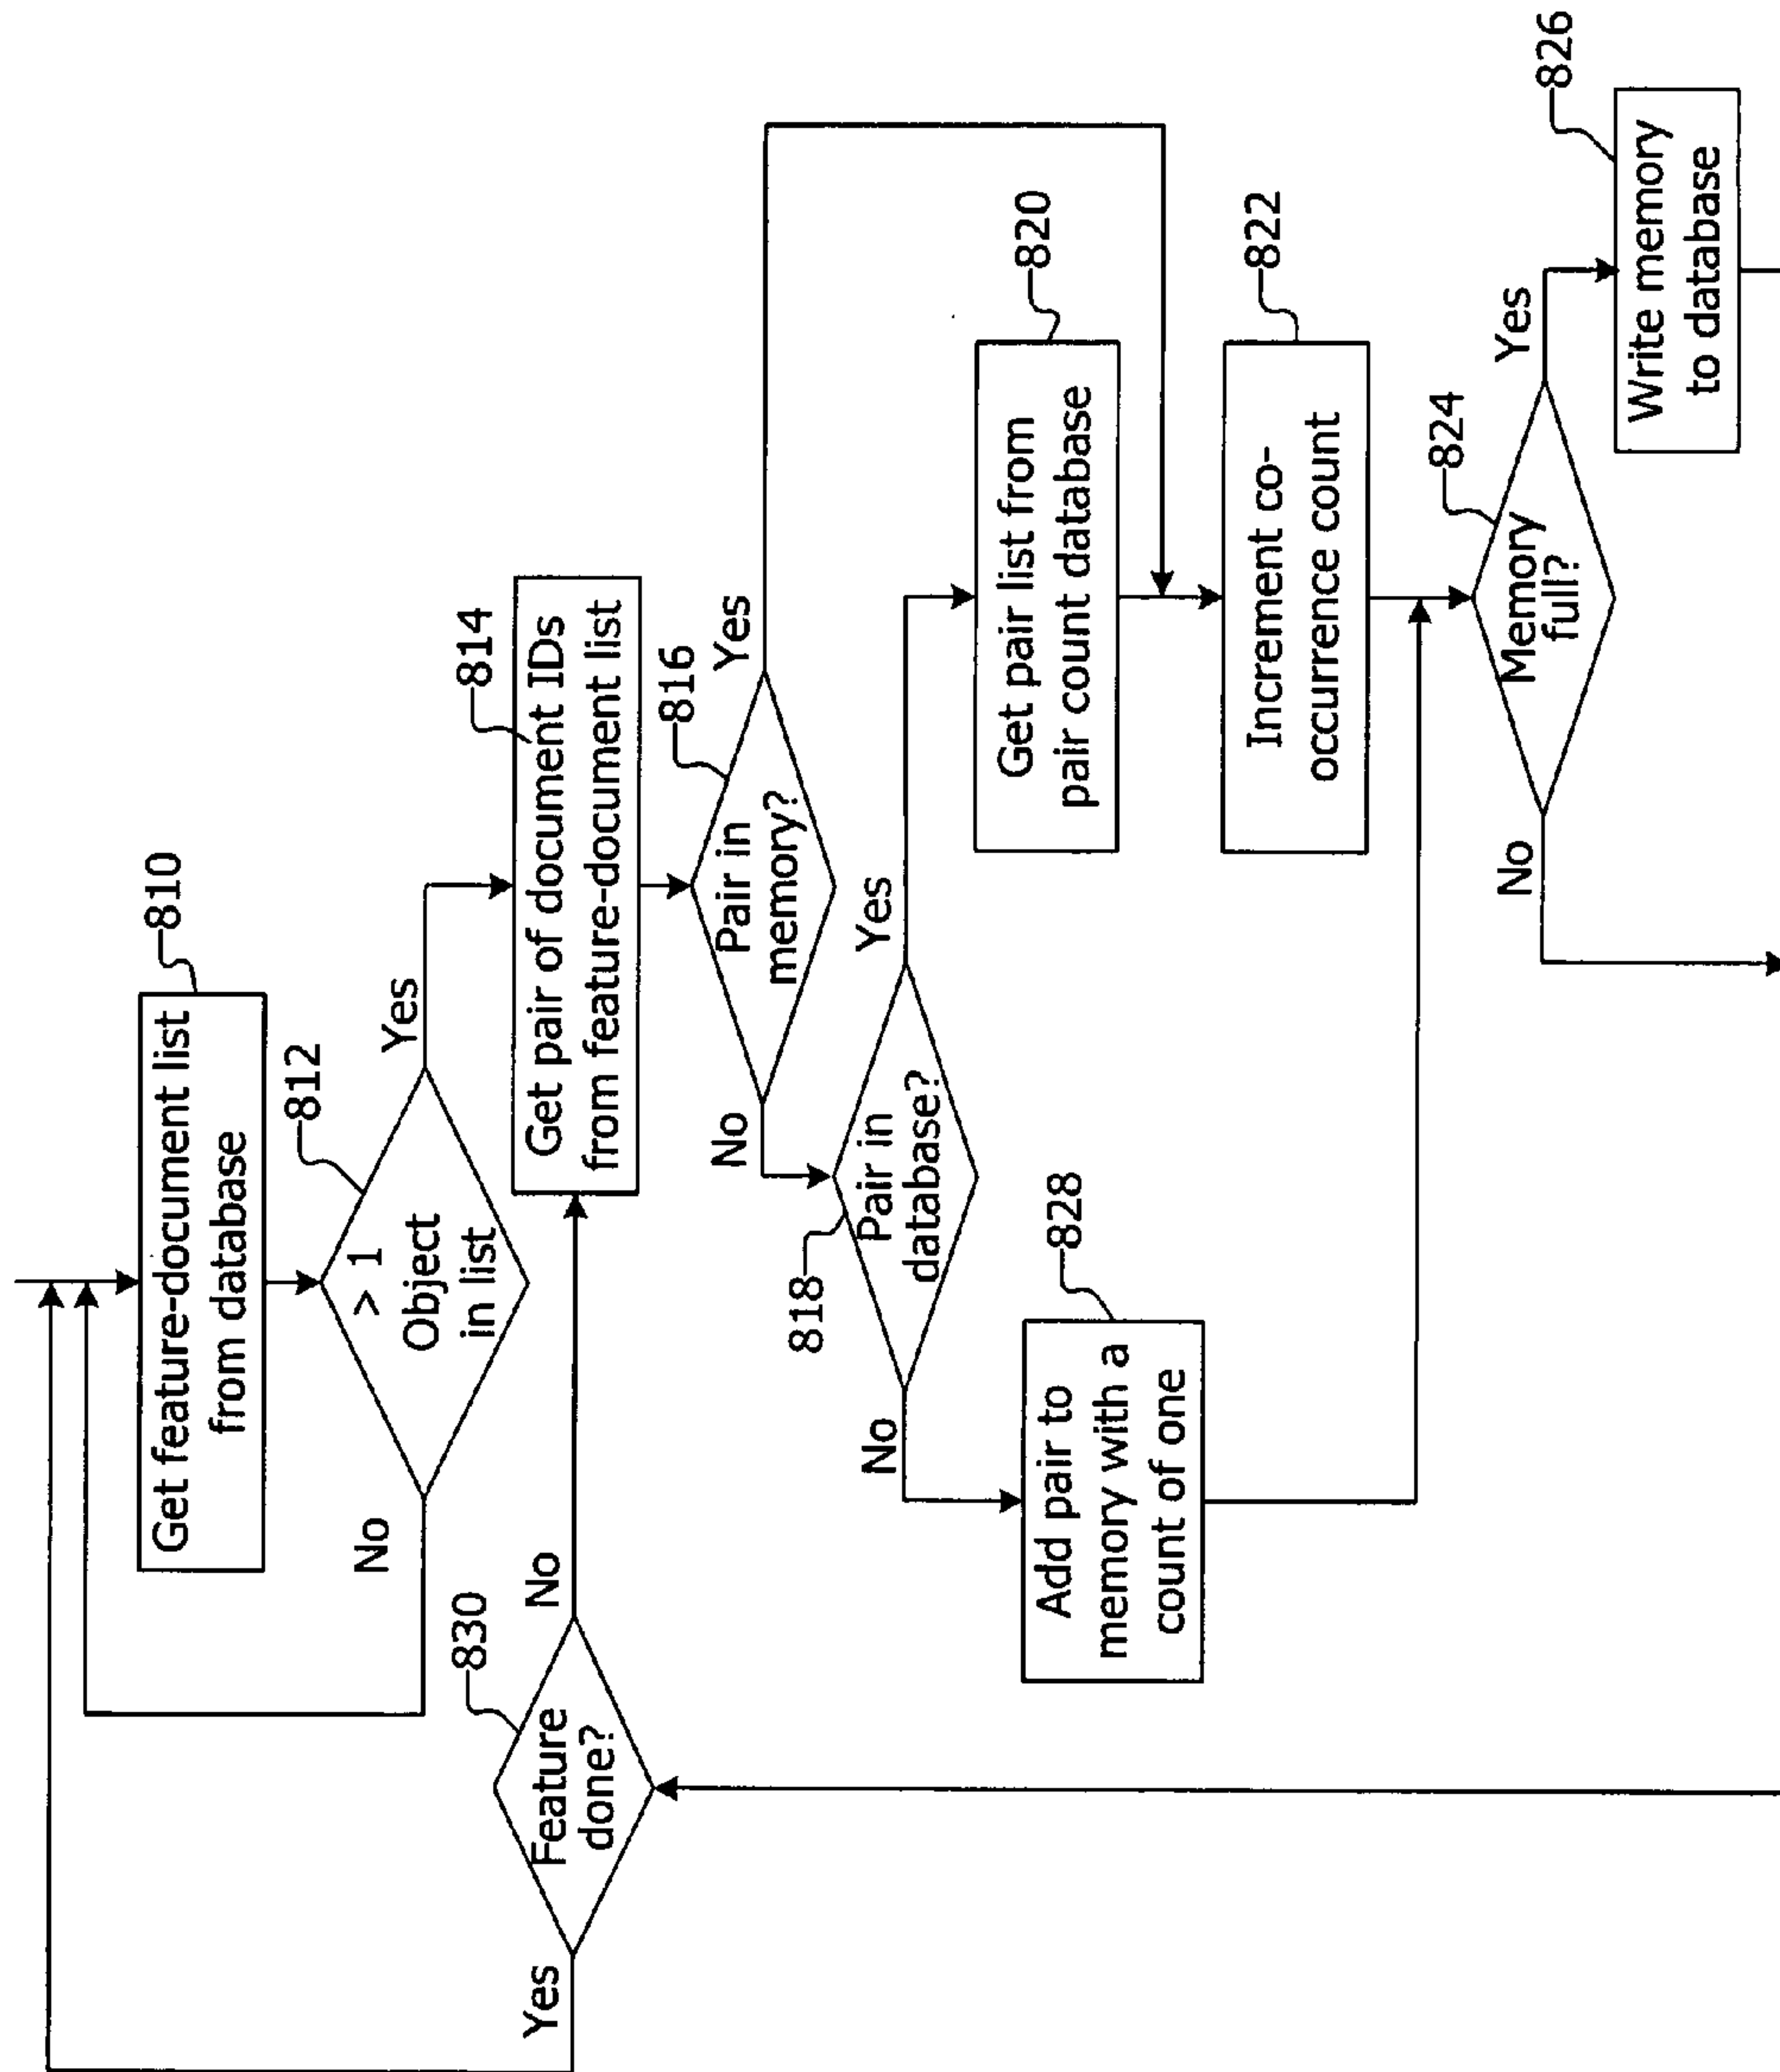 810
Get feature-document list
from database
812
> 1
Object
in list
Yes
No
830
Feature
done?
Yes
No
814
Get pair of document IDs
from feature-document list
816
Pair in
memory?
Yes
No
818
Pair in
database?
Yes
No
820
Get pair list from
pair count database
828
Add pair to
memory with a
count of one
822
Increment co-
occurrence count
824
Memory
full?
Yes
No
826
Write memory
to database